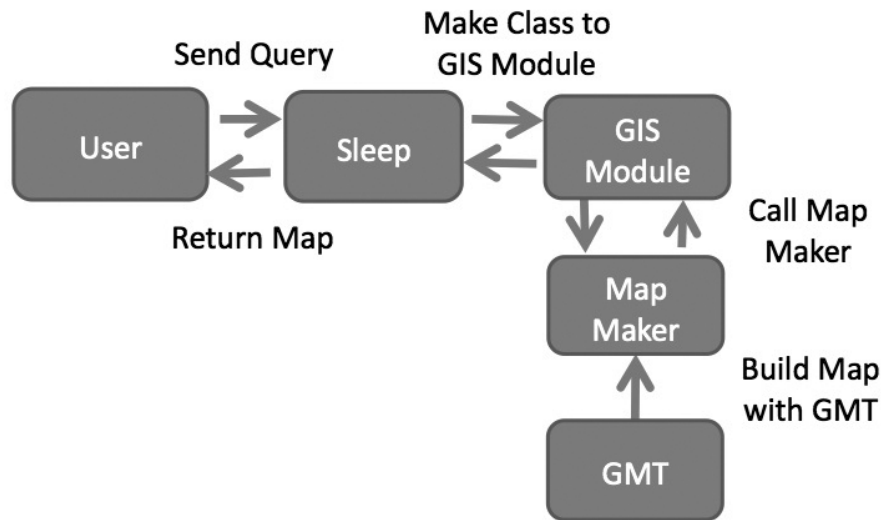 Make Class to
GIS Module
Send Query
User
Sleep
GIS
Module
Return Map
Call Map
Maker
Map
Maker
Build Map
with GMT
GMT